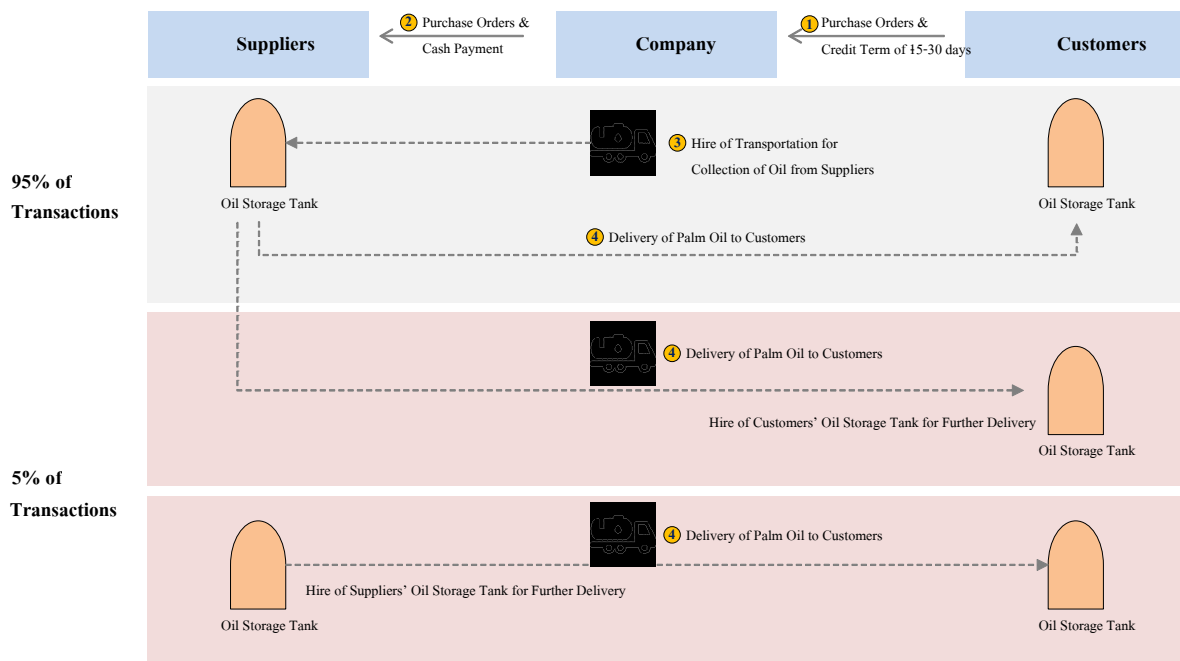 2 Purchase Orders &
Cash Payment
1 Purchase Orders &
Credit Term of 15-30 days
Suppliers
Company
Customers
95% of
Transactions
3 Hire of Transportation for
Collection of Oil from Suppliers
Oil Storage Tank
Oil Storage Tank
4 Delivery of Palm Oil to Customers
4 Delivery of Palm Oil to Customers
Hire of Customers’ Oil Storage Tank for Further Delivery
Oil Storage Tank
5% of
Transactions
4 Delivery of Palm Oil to Customers
Hire of Suppliers’ Oil Storage Tank for Further Delivery
Oil Storage Tank
Oil Storage Tank